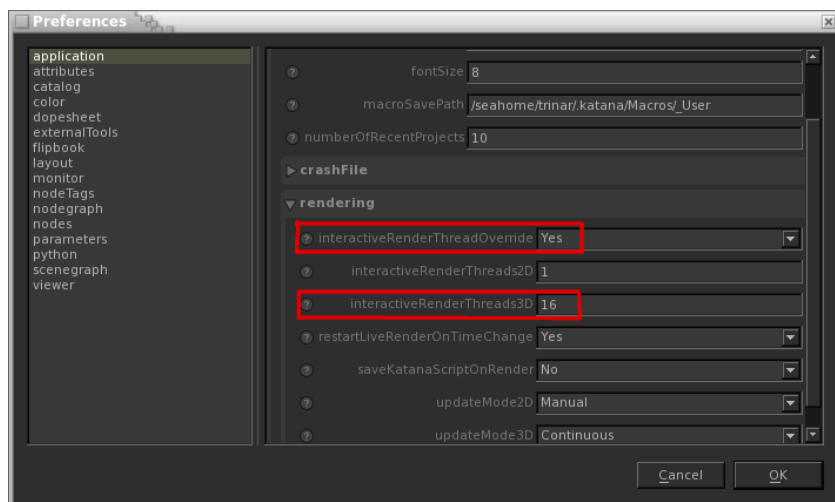 Preferences
application
attributes
catalog
color
dopesheet
externalTools
flipbook
layout
monitor
nodeTags
nodegraph
nodes
parameters
python
scenegraph
viewer
fontSize 8
macroSavePath /seahome/trinar/.katana/Macros/_User
numberOfRecentProjects 10
crashFile
rendering
interactiveRenderThreadOverride Yes
interactiveRenderThreads2D 1
interactiveRenderThreads3D 16
restartLiveRenderOnTimeChange Yes
saveKatanaScriptOnRender No
updateMode2D Manual
updateMode3D Continuous
Cancel OK